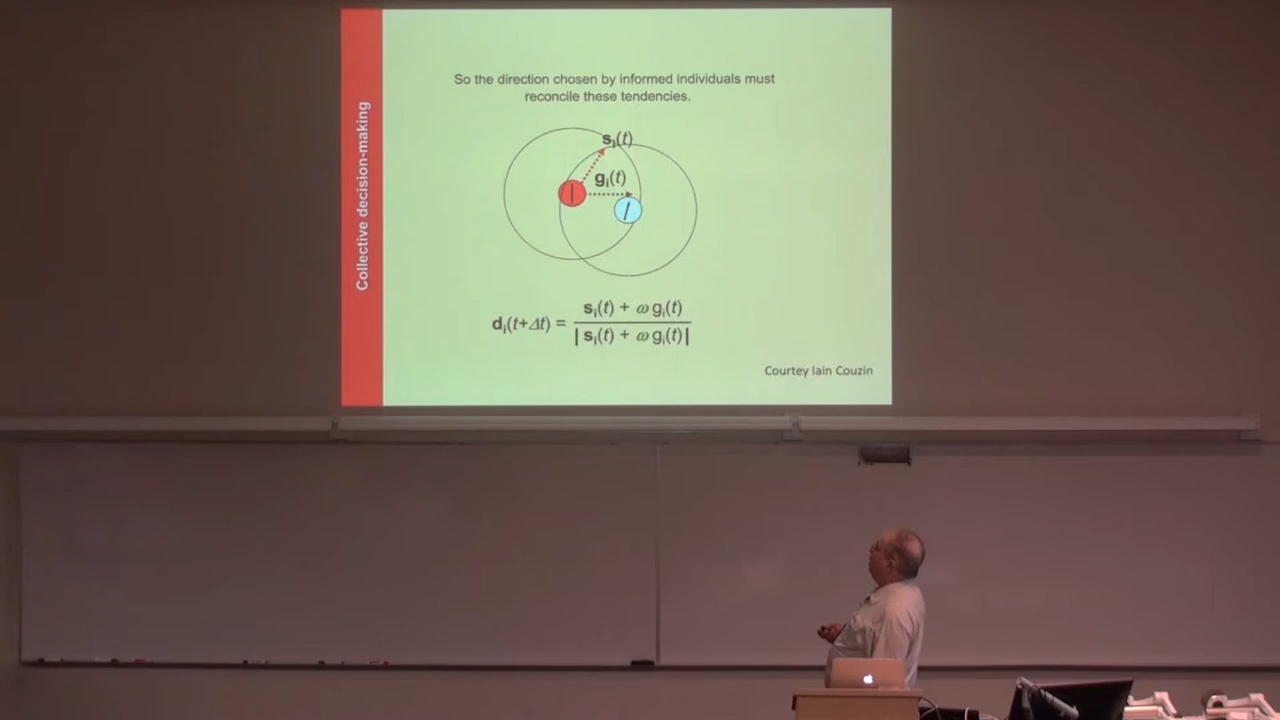 Collective decision-making
So the direction chosen by informed individuals must
reconcile these tendencies.
sᵢ(t)
gᵢ(t)
dᵢ(t+Δt) = sᵢ(t) + ω gᵢ(t)
| sᵢ(t) + ω gᵢ(t)|
Courtey Iain Couzin